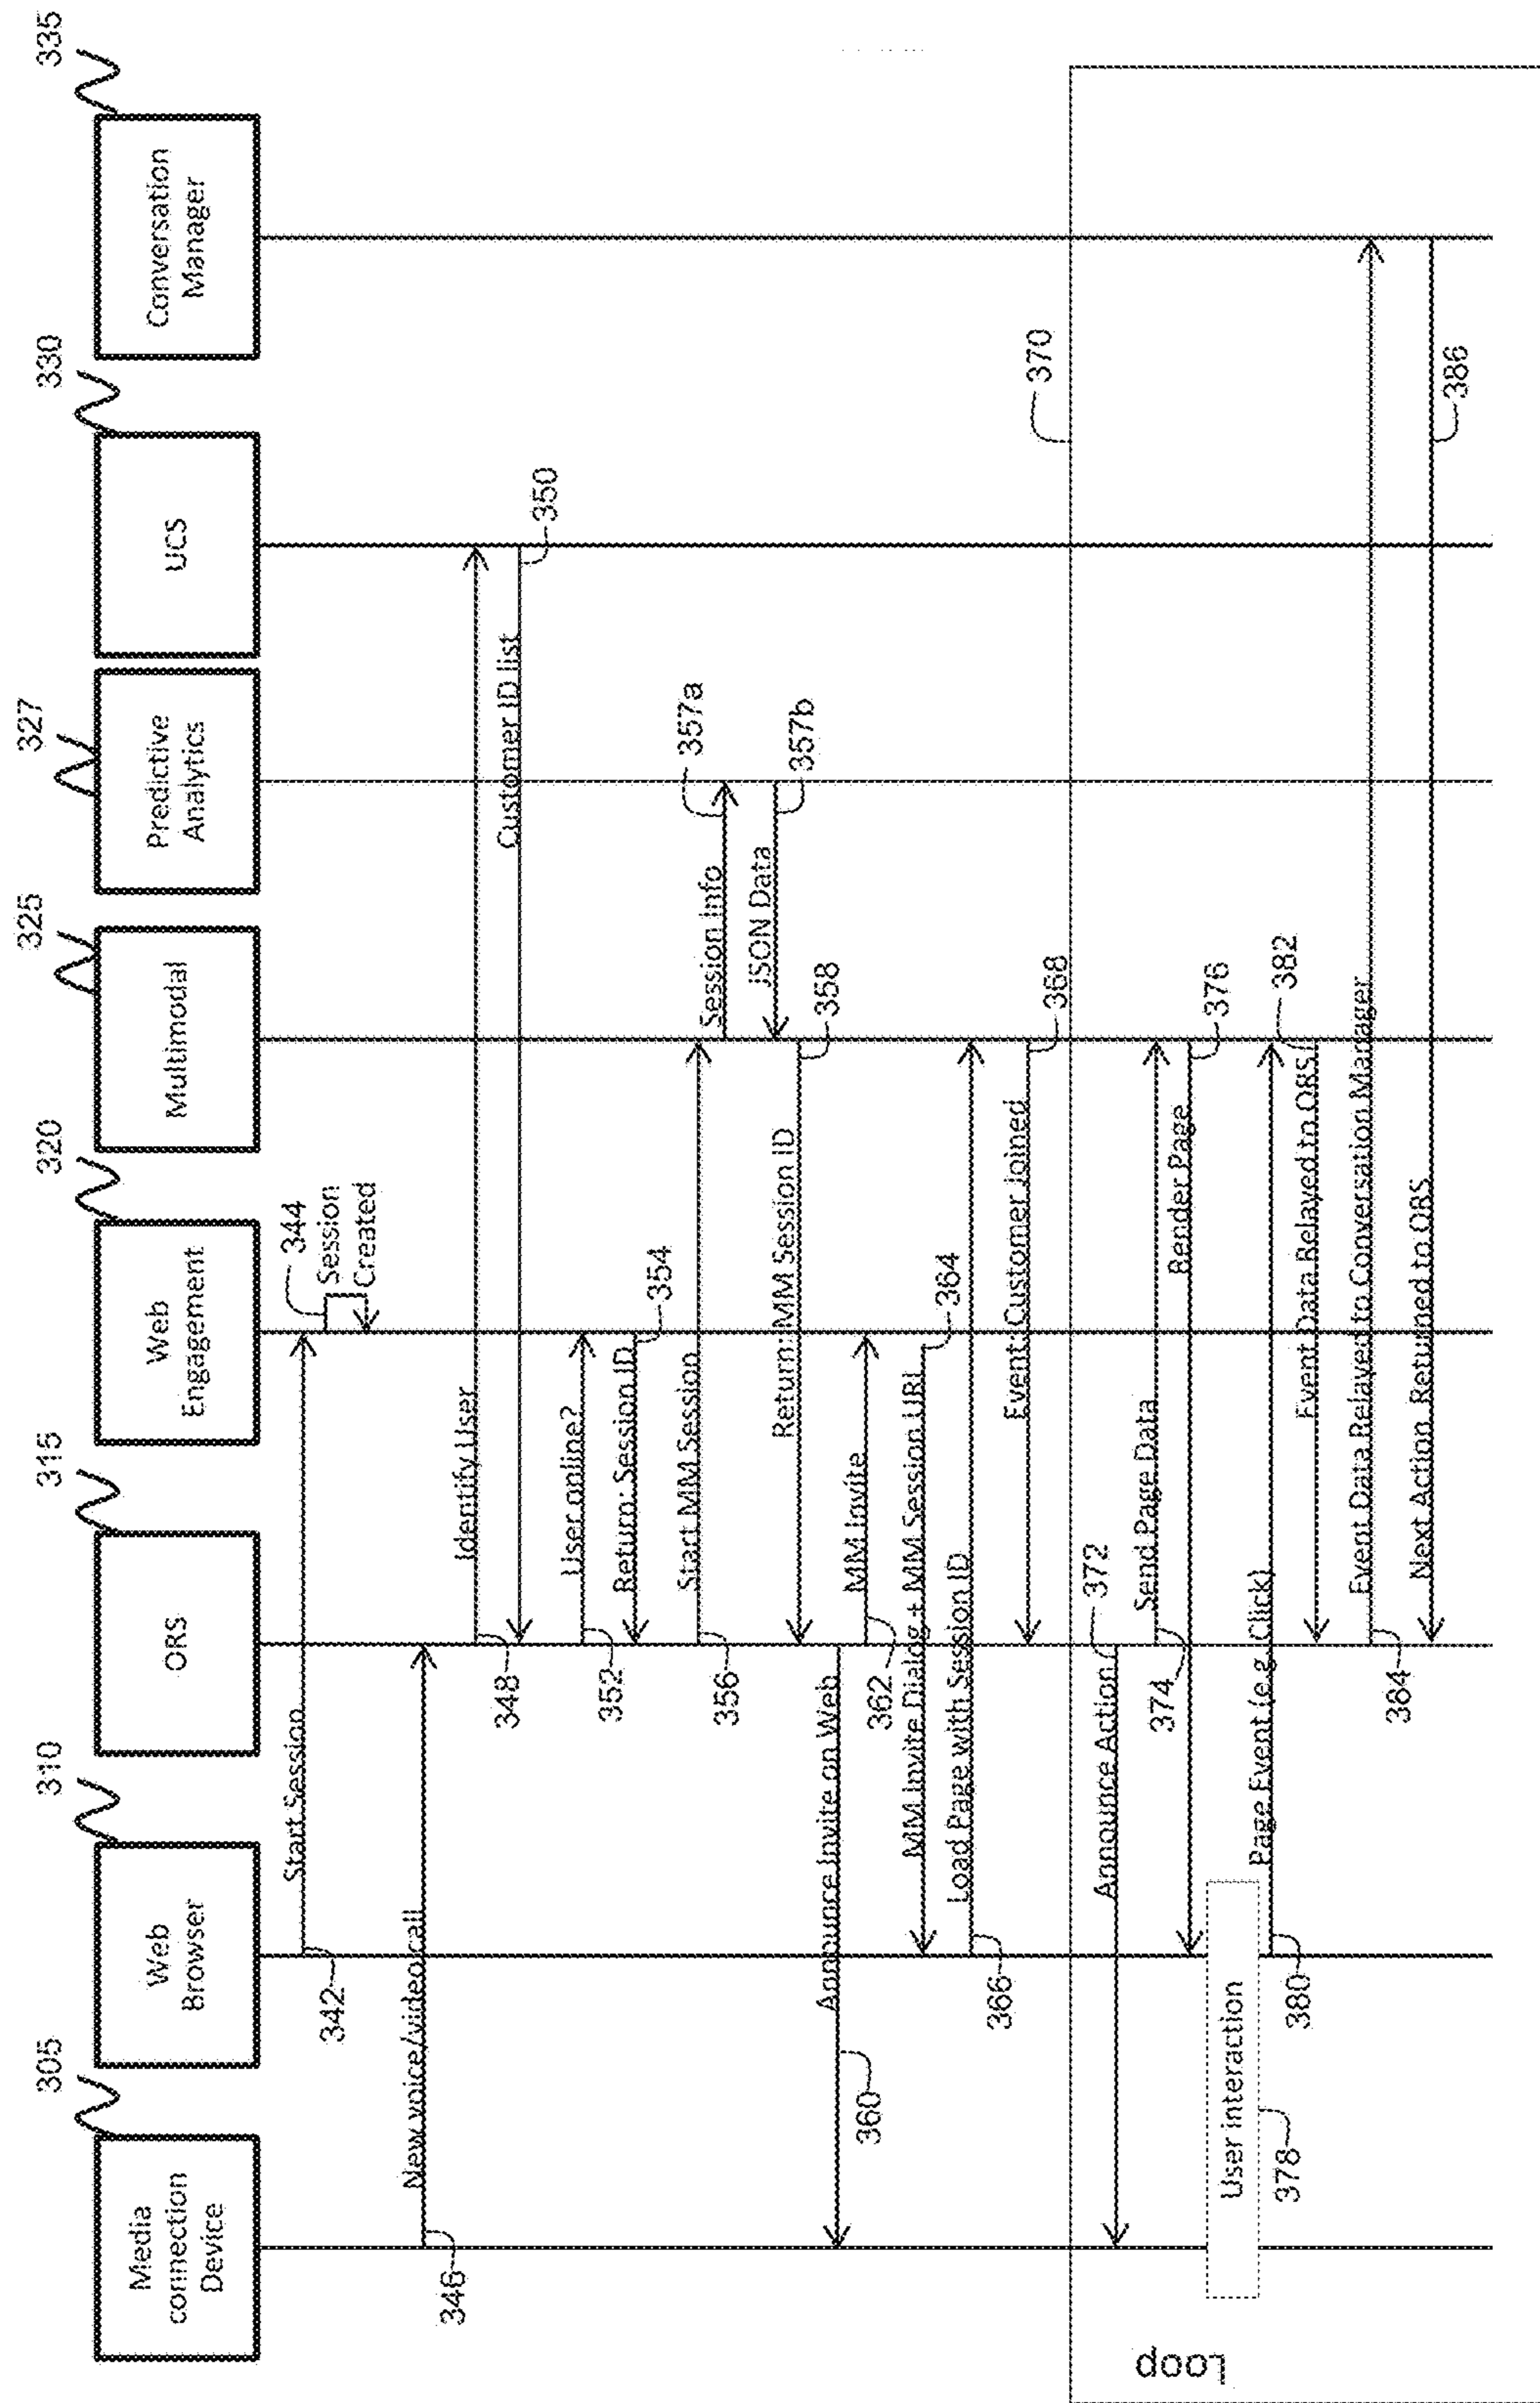 305
310
315
320
325
327
330
335
Media
connection
Device
Web
Browser
ORS
Web
Engagement
Multimodal
Predictive
Analytics
UCS
Conversation
Manager
Start Session
342
344
Session
Created
New voice/video call
346
Identify User
348
Customer ID list
350
User online?
352
Return: Session ID
354
Start MM Session
356
Session Info
357a
JSON Data
357b
Return: MM Session ID
358
Announce Invite on Web
360
MM Invite
362
MM Invite Dialog + MM Session URL
364
Load Page with Session ID
366
Event: Customer Joined
368
370
Loop
Announce Action
372
Send Page Data
374
Render Page
376
User interaction
378
Page Event (e.g. Click)
380
Event Data Relayed to ORS
382
Event Data Relayed to Conversation Manager
384
Next Action Returned to ORS
386